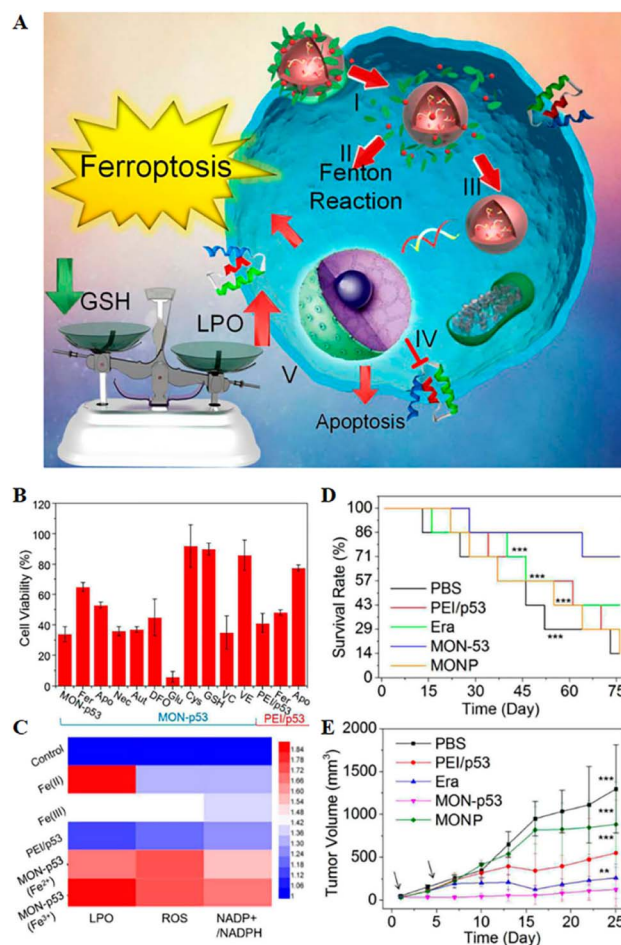 A
I
II
Fenton
Reaction
III
Ferroptosis
GSH
LPO
IV
V
Apoptosis
B
Cell Viability (%)
120
100
80
60
40
20
0
MON-p53
Fer
Apo
Nec
Aut
DFO
Glu
Cys
GSH
VC
VE
PEI/p53
Fer
Apo
MON-p53
PEI/p53
C
Control
Fe(II)
Fe(III)
PEI/p53
MON-p53
(Fe²⁺)
MON-p53
(Fe³⁺)
LPO
ROS
NADP+
/NADPH
1.84
1.78
1.72
1.66
1.60
1.54
1.48
1.42
1.36
1.30
1.24
1.18
1.12
1.06
1
D
Survival Rate (%)
100
86
71
57
43
28
14
0
PBS
PEI/p53
Era
MON-53
MONP
***
***
***
***
0
15
30
45
60
75
Time (Day)
E
Tumor Volume (mm³)
2000
1500
1000
500
0
PBS
PEI/p53
Era
MON-p53
MONP
***
***
***
**
0
5
10
15
20
25
Time (Day)